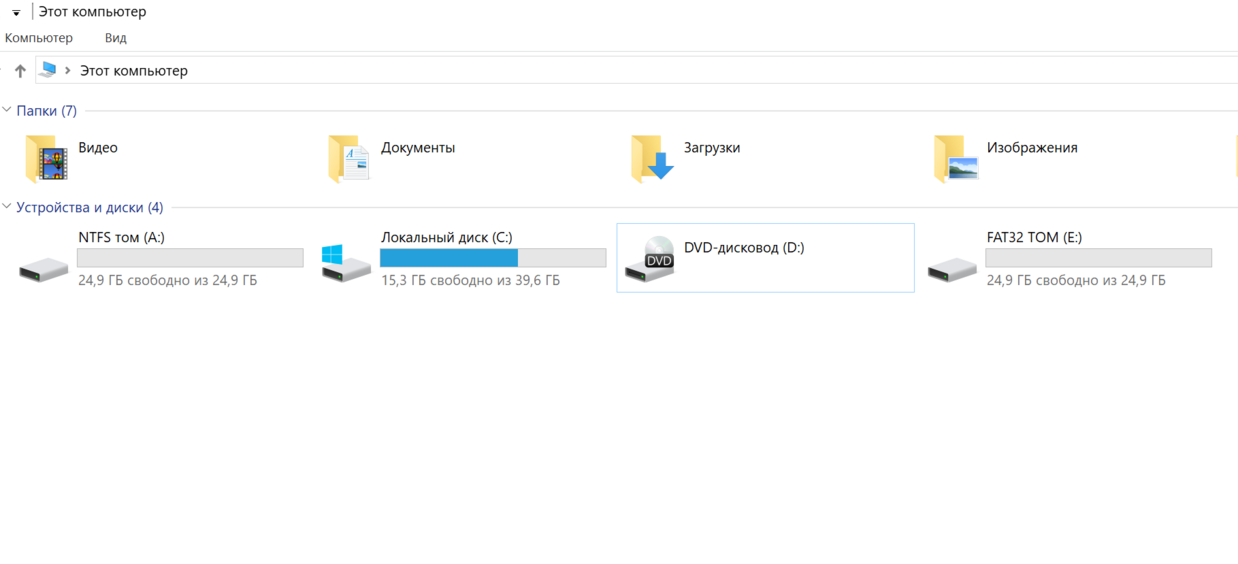 Этот компьютер
Компьютер Вид
Этот компьютер
Папки (7)
Видео Документы Загрузки Изображения
Устройства и диски (4)
NTFS том (A:) Локальный диск (C:) DVD-дисковод (D:) FAT32 ТОМ (E:)
DVD
24,9 ГБ свободно из 24,9 ГБ 15,3 ГБ свободно из 39,6 ГБ 24,9 ГБ свободно из 24,9 ГБ